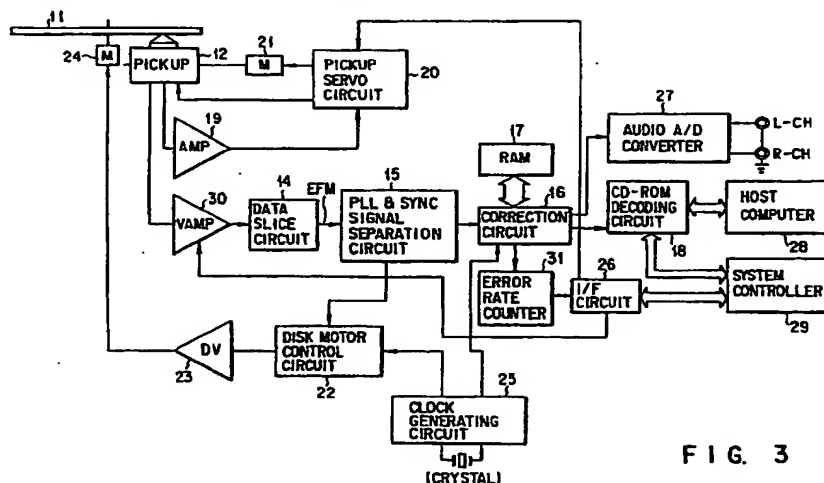 11
24
M
PICKUP
12
21
M
PICKUP
SERVO
CIRCUIT
20
19
AMP
30
VAMP
14
DATA
SLICE
CIRCUIT
EFM
15
PLL & SYNC
SIGNAL
SEPARATION
CIRCUIT
17
RAM
16
CORRECTION
CIRCUIT
27
AUDIO A/D
CONVERTER
L-CH
R-CH
CD-ROM
DECODING
CIRCUIT
18
HOST
COMPUTER
28
31
ERROR
RATE
COUNTER
26
I/F
CIRCUIT
SYSTEM
CONTROLLER
29
DV
23
DISK MOTOR
CONTROL
CIRCUIT
22
25
CLOCK
GENERATING
CIRCUIT
(CRYSTAL)
FIG. 3